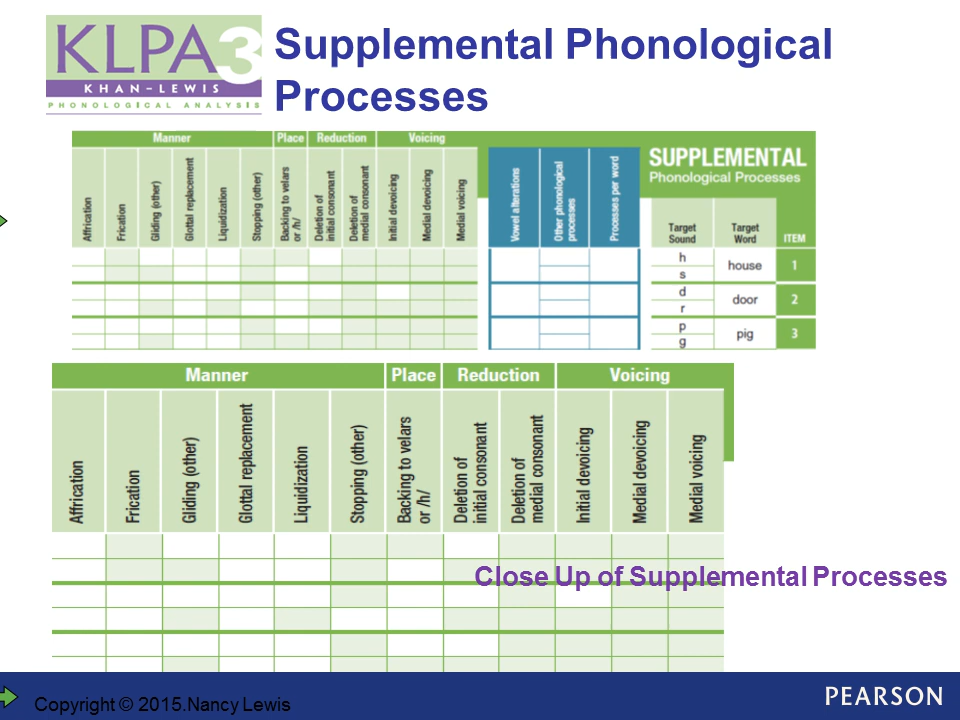 KLPA3
KHAN-LEWIS
PHONOLOGICAL ANALYSIS
Supplemental Phonological
Processes
Manner Place Reduction Voicing
Affrication
Frication
Gliding (other)
Glottal replacement
Liquidization
Stopping (other)
Backing to velars
or /h/
Deletion of
initial consonant
Deletion of
medial consonant
Initial devoicing
Medial devoicing
Medial voicing
Vowel alterations
Other phonological
processes
Processes per word
SUPPLEMENTAL
Phonological Processes
Target
Sound
Target
Word
ITEM
h
s
house
1
d
r
door
2
p
g
pig
3
Manner Place Reduction Voicing
Affrication
Frication
Gliding (other)
Glottal replacement
Liquidization
Stopping (other)
Backing to velars
or /h/
Deletion of
initial consonant
Deletion of
medial consonant
Initial devoicing
Medial devoicing
Medial voicing
Close Up of Supplemental Processes
Copyright © 2015.Nancy Lewis
PEARSON